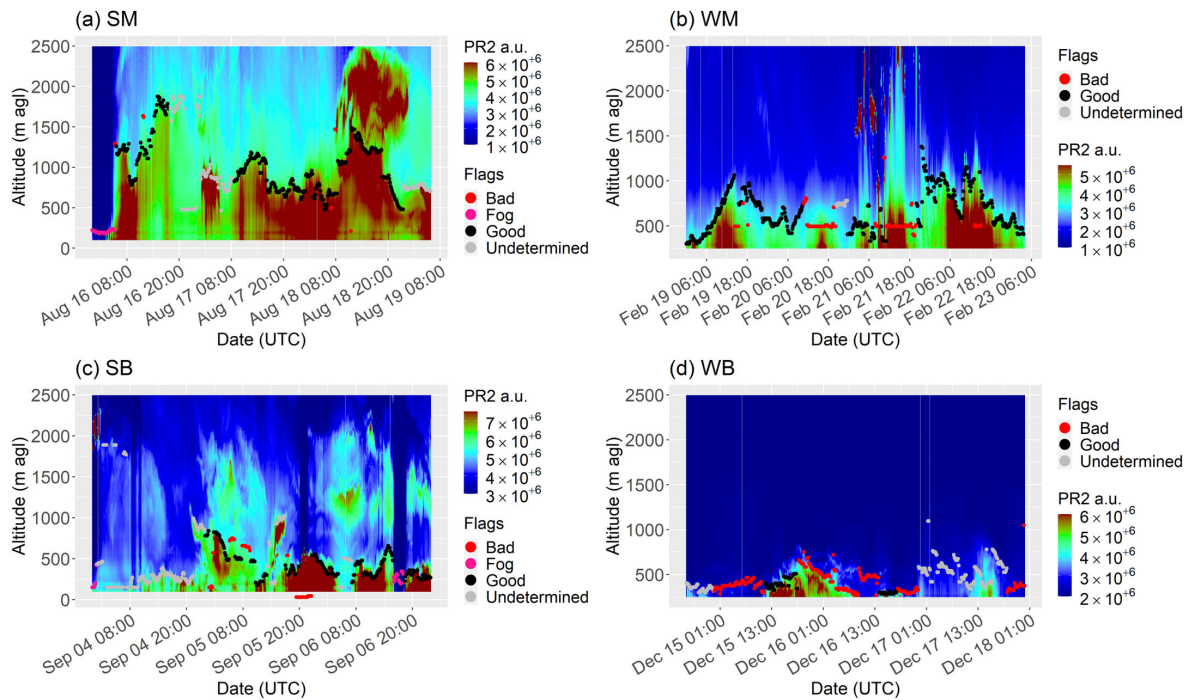 (a) SM
Altitude (m agl)
2500
2000
1500
1000
500
0
Aug 16 08:00
Aug 16 20:00
Aug 17 08:00
Aug 17 20:00
Aug 18 08:00
Aug 18 20:00
Aug 19 08:00
Date (UTC)
PR2 a.u.
6 × 10⁺⁶
5 × 10⁺⁶
4 × 10⁺⁶
3 × 10⁺⁶
2 × 10⁺⁶
1 × 10⁺⁶
Flags
Bad
Fog
Good
Undetermined
(b) WM
Altitude (m agl)
2500
2000
1500
1000
500
0
Feb 19 06:00
Feb 19 18:00
Feb 20 06:00
Feb 20 18:00
Feb 21 06:00
Feb 21 18:00
Feb 22 06:00
Feb 22 18:00
Feb 23 06:00
Date (UTC)
Flags
Bad
Good
Undetermined
PR2 a.u.
5 × 10⁺⁶
4 × 10⁺⁶
3 × 10⁺⁶
2 × 10⁺⁶
1 × 10⁺⁶
(c) SB
Altitude (m agl)
2500
2000
1500
1000
500
0
Sep 04 08:00
Sep 04 20:00
Sep 05 08:00
Sep 05 20:00
Sep 06 08:00
Sep 06 20:00
Date (UTC)
PR2 a.u.
7 × 10⁺⁶
6 × 10⁺⁶
5 × 10⁺⁶
4 × 10⁺⁶
3 × 10⁺⁶
Flags
Bad
Fog
Good
Undetermined
(d) WB
Altitude (m agl)
2500
2000
1500
1000
500
Dec 15 01:00
Dec 15 13:00
Dec 16 01:00
Dec 16 13:00
Dec 17 01:00
Dec 17 13:00
Dec 18 01:00
Date (UTC)
Flags
Bad
Good
Undetermined
PR2 a.u.
6 × 10⁺⁶
5 × 10⁺⁶
4 × 10⁺⁶
3 × 10⁺⁶
2 × 10⁺⁶